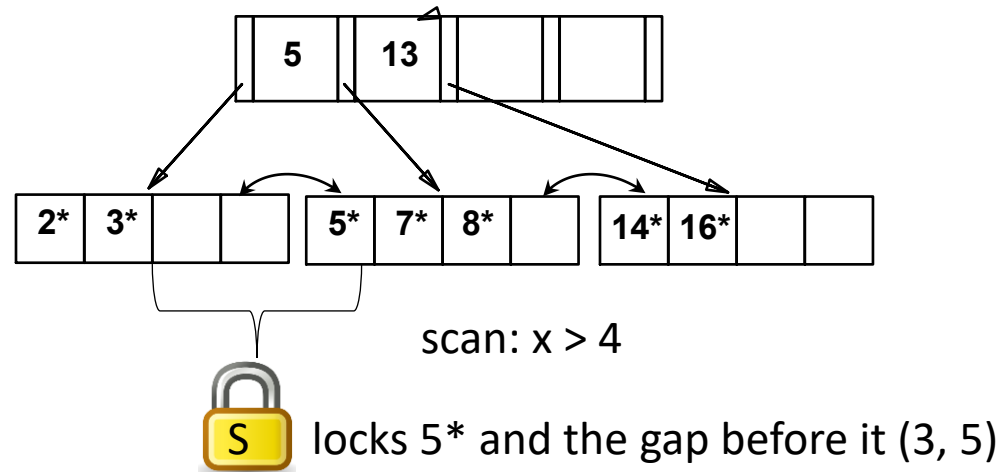 5 13
2* 3* 5* 7* 8* 14* 16*
scan: x > 4
S locks 5* and the gap before it (3, 5)